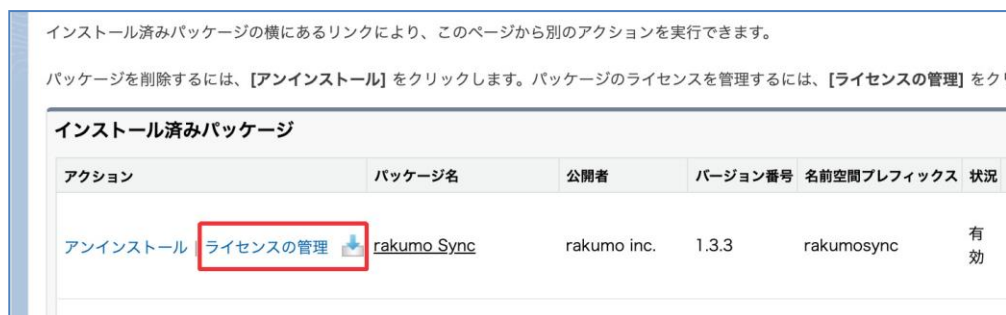 インストール済みパッケージの横にあるリンクにより、このページから別のアクションを実行できます。
パッケージを削除するには、[アンインストール] をクリックします。パッケージのライセンスを管理するには、[ライセンスの管理] をク
インストール済みパッケージ
アクション パッケージ名 公開者 バージョン番号 名前空間プレフィックス 状況
アンインストール | ライセンスの管理 rakumo Sync rakumo inc. 1.3.3 rakumosync 有
効